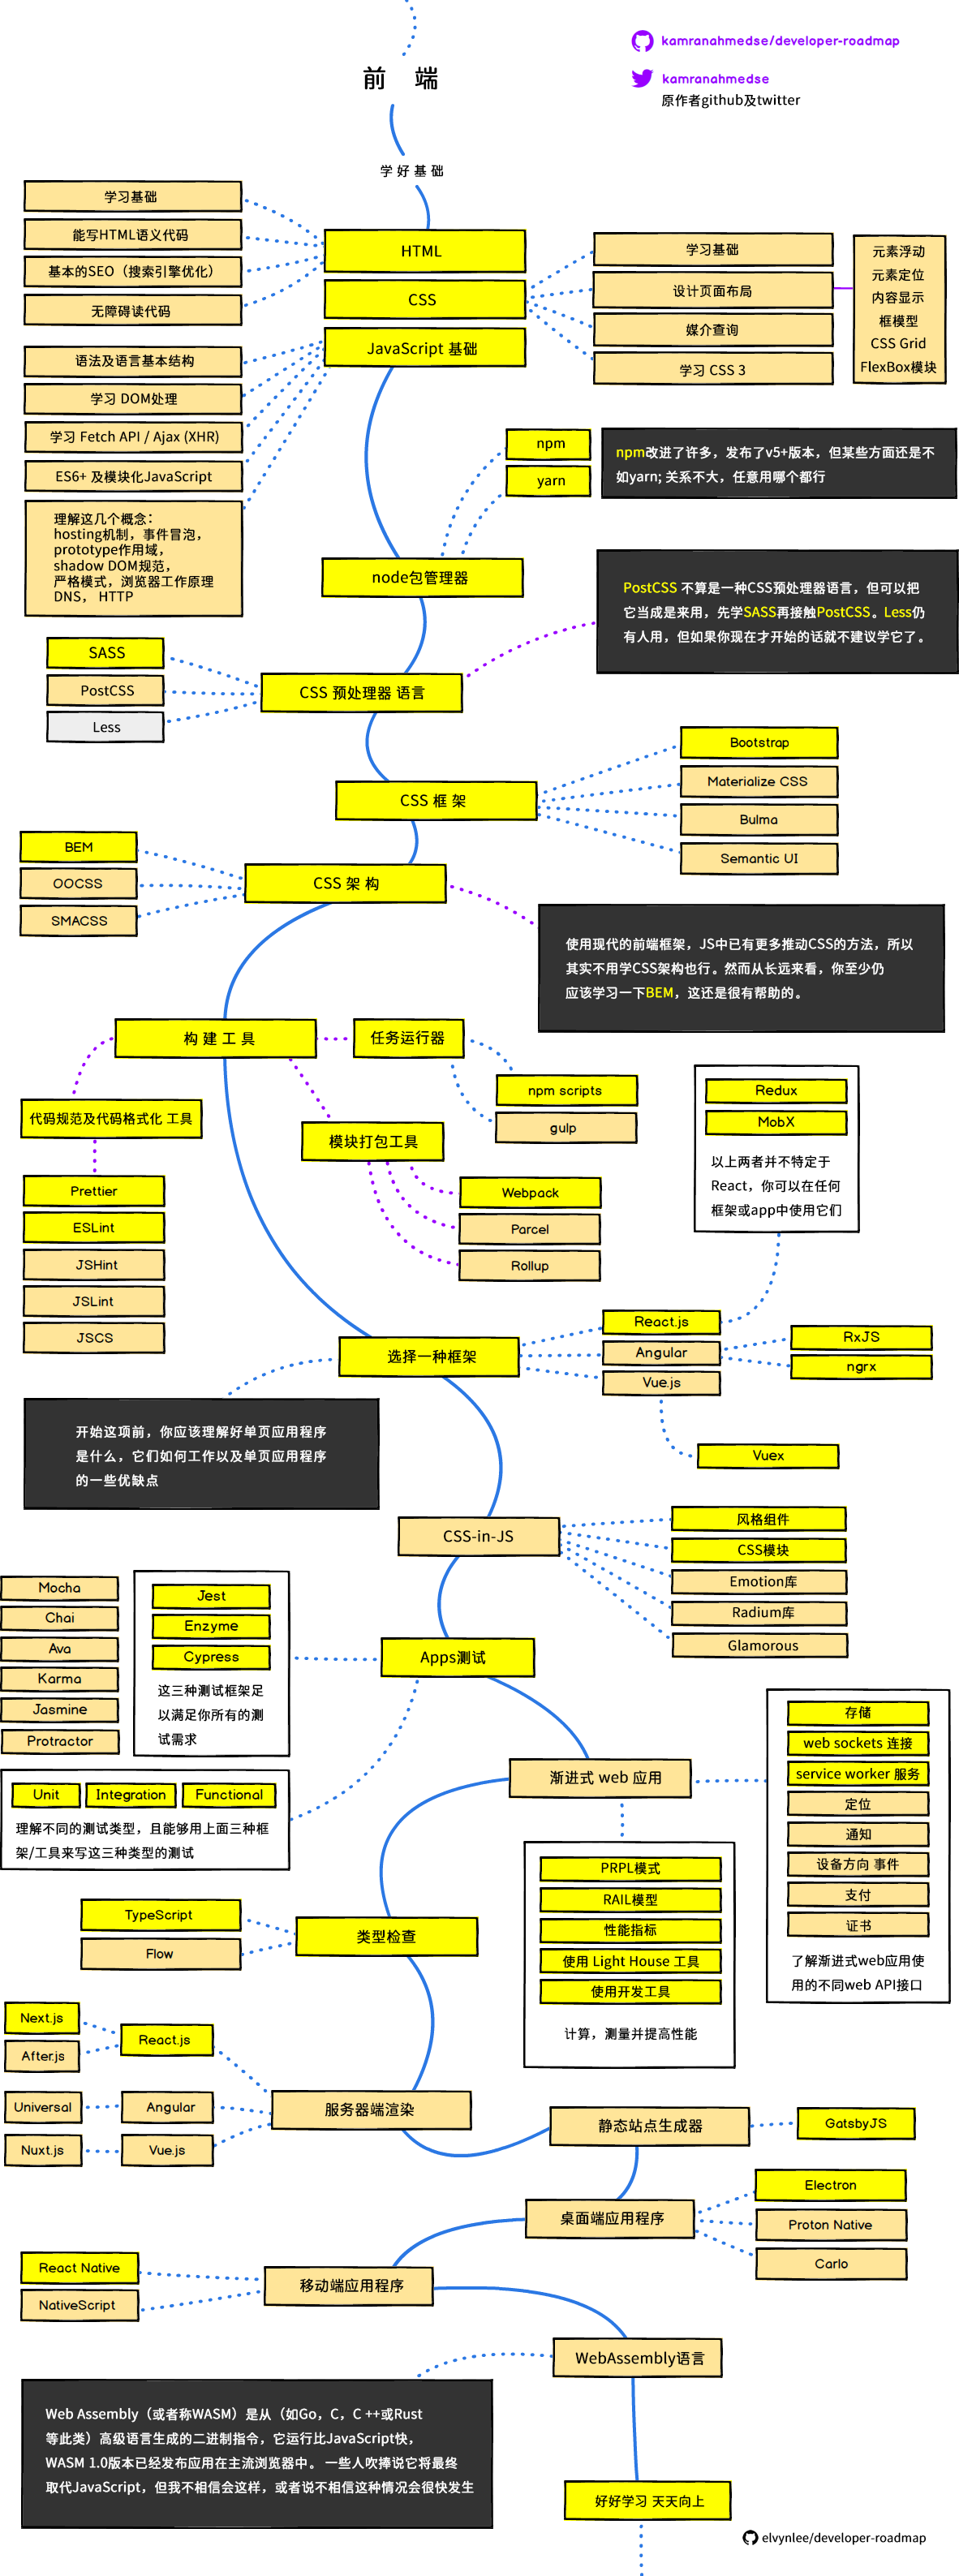 kamranahmedse/developer-roadmap
kamranahmedse
原作者github及twitter
前 端
学 好 基 础
学习基础
能写HTML语义代码
基本的SEO（搜索引擎优化）
无障碍读代码
HTML
CSS
JavaScript 基础
学习基础
设计页面布局
媒介查询
学习 CSS 3
元素浮动
元素定位
内容显示
框模型
CSS Grid
FlexBox模块
语法及语言基本结构
学习 DOM处理
学习 Fetch API / Ajax (XHR)
ES6+ 及模块化JavaScript
理解这几个概念：
hosting机制，事件冒泡，
prototype作用域，
shadow DOM规范，
严格模式，浏览器工作原理
DNS， HTTP
npm
yarn
npm改进了许多，发布了v5+版本，但某些方面还是不
如yarn; 关系不大，任意用哪个都行
node包管理器
PostCSS 不算是一种CSS预处理器语言，但可以把
它当成是来用，先学SASS再接触PostCSS。Less仍
有人用，但如果你现在才开始的话就不建议学它了。
SASS
PostCSS
Less
CSS 预处理器 语言
CSS 框 架
Bootstrap
Materialize CSS
Bulma
Semantic UI
BEM
OOCSS
SMACSS
CSS 架 构
使用现代的前端框架，JS中已有更多推动CSS的方法，所以
其实不用学CSS架构也行。然而从长远来看，你至少仍
应该学习一下BEM，这还是很有帮助的。
构 建 工 具
任务运行器
npm scripts
gulp
代码规范及代码格式化 工具
模块打包工具
Prettier
ESLint
JSHint
JSLint
JSCS
Webpack
Parcel
Rollup
Redux
MobX
以上两者并不特定于
React，你可以在任何
框架或app中使用它们
选择一种框架
React.js
Angular
Vue.js
RxJS
ngrx
Vuex
开始这项前，你应该理解好单页应用程序
是什么，它们如何工作以及单页应用程序
的一些优缺点
CSS-in-JS
风格组件
CSS模块
Emotion库
Radium库
Glamorous
Mocha
Chai
Ava
Karma
Jasmine
Protractor
Jest
Enzyme
Cypress
这三种测试框架足
以满足你所有的测
试需求
Apps测试
Unit
Integration
Functional
理解不同的测试类型，且能够用上面三种框
架/工具来写这三种类型的测试
渐进式 web 应用
存储
web sockets 连接
service worker 服务
定位
通知
设备方向 事件
支付
证书
了解渐进式web应用使
用的不同web API接口
PRPL模式
RAIL模型
性能指标
使用 Light House 工具
使用开发工具
计算，测量并提高性能
TypeScript
Flow
类型检查
Next.js
After.js
React.js
Universal
Angular
Nuxt.js
Vue.js
服务器端渲染
静态站点生成器
GatsbyJS
桌面端应用程序
Electron
Proton Native
Carlo
React Native
NativeScript
移动端应用程序
WebAssembly语言
Web Assembly（或者称WASM）是从（如Go，C，C ++或Rust
等此类）高级语言生成的二进制指令，它运行比JavaScript快，
WASM 1.0版本已经发布应用在主流浏览器中。 一些人吹捧说它将最终
取代JavaScript，但我不相信会这样，或者说不相信这种情况会很快发生
好好学习 天天向上
elvynlee/developer-roadmap